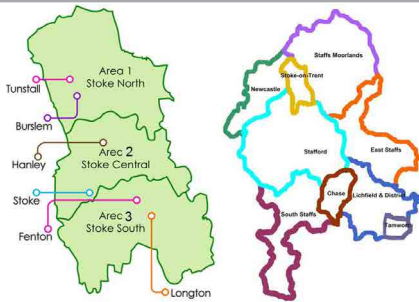 Area 1
Stoke North
Tunstall
Burslem
Arec 2
Stoke Central
Hanley
Stoke
Arec 3
Stoke South
Fenton
Longton
Staffs Moorlands
Stoke-on-Trent
Newcastle
Stafford
East Staffs
Chase
Lichfield & District
South Staffs
Tamworth